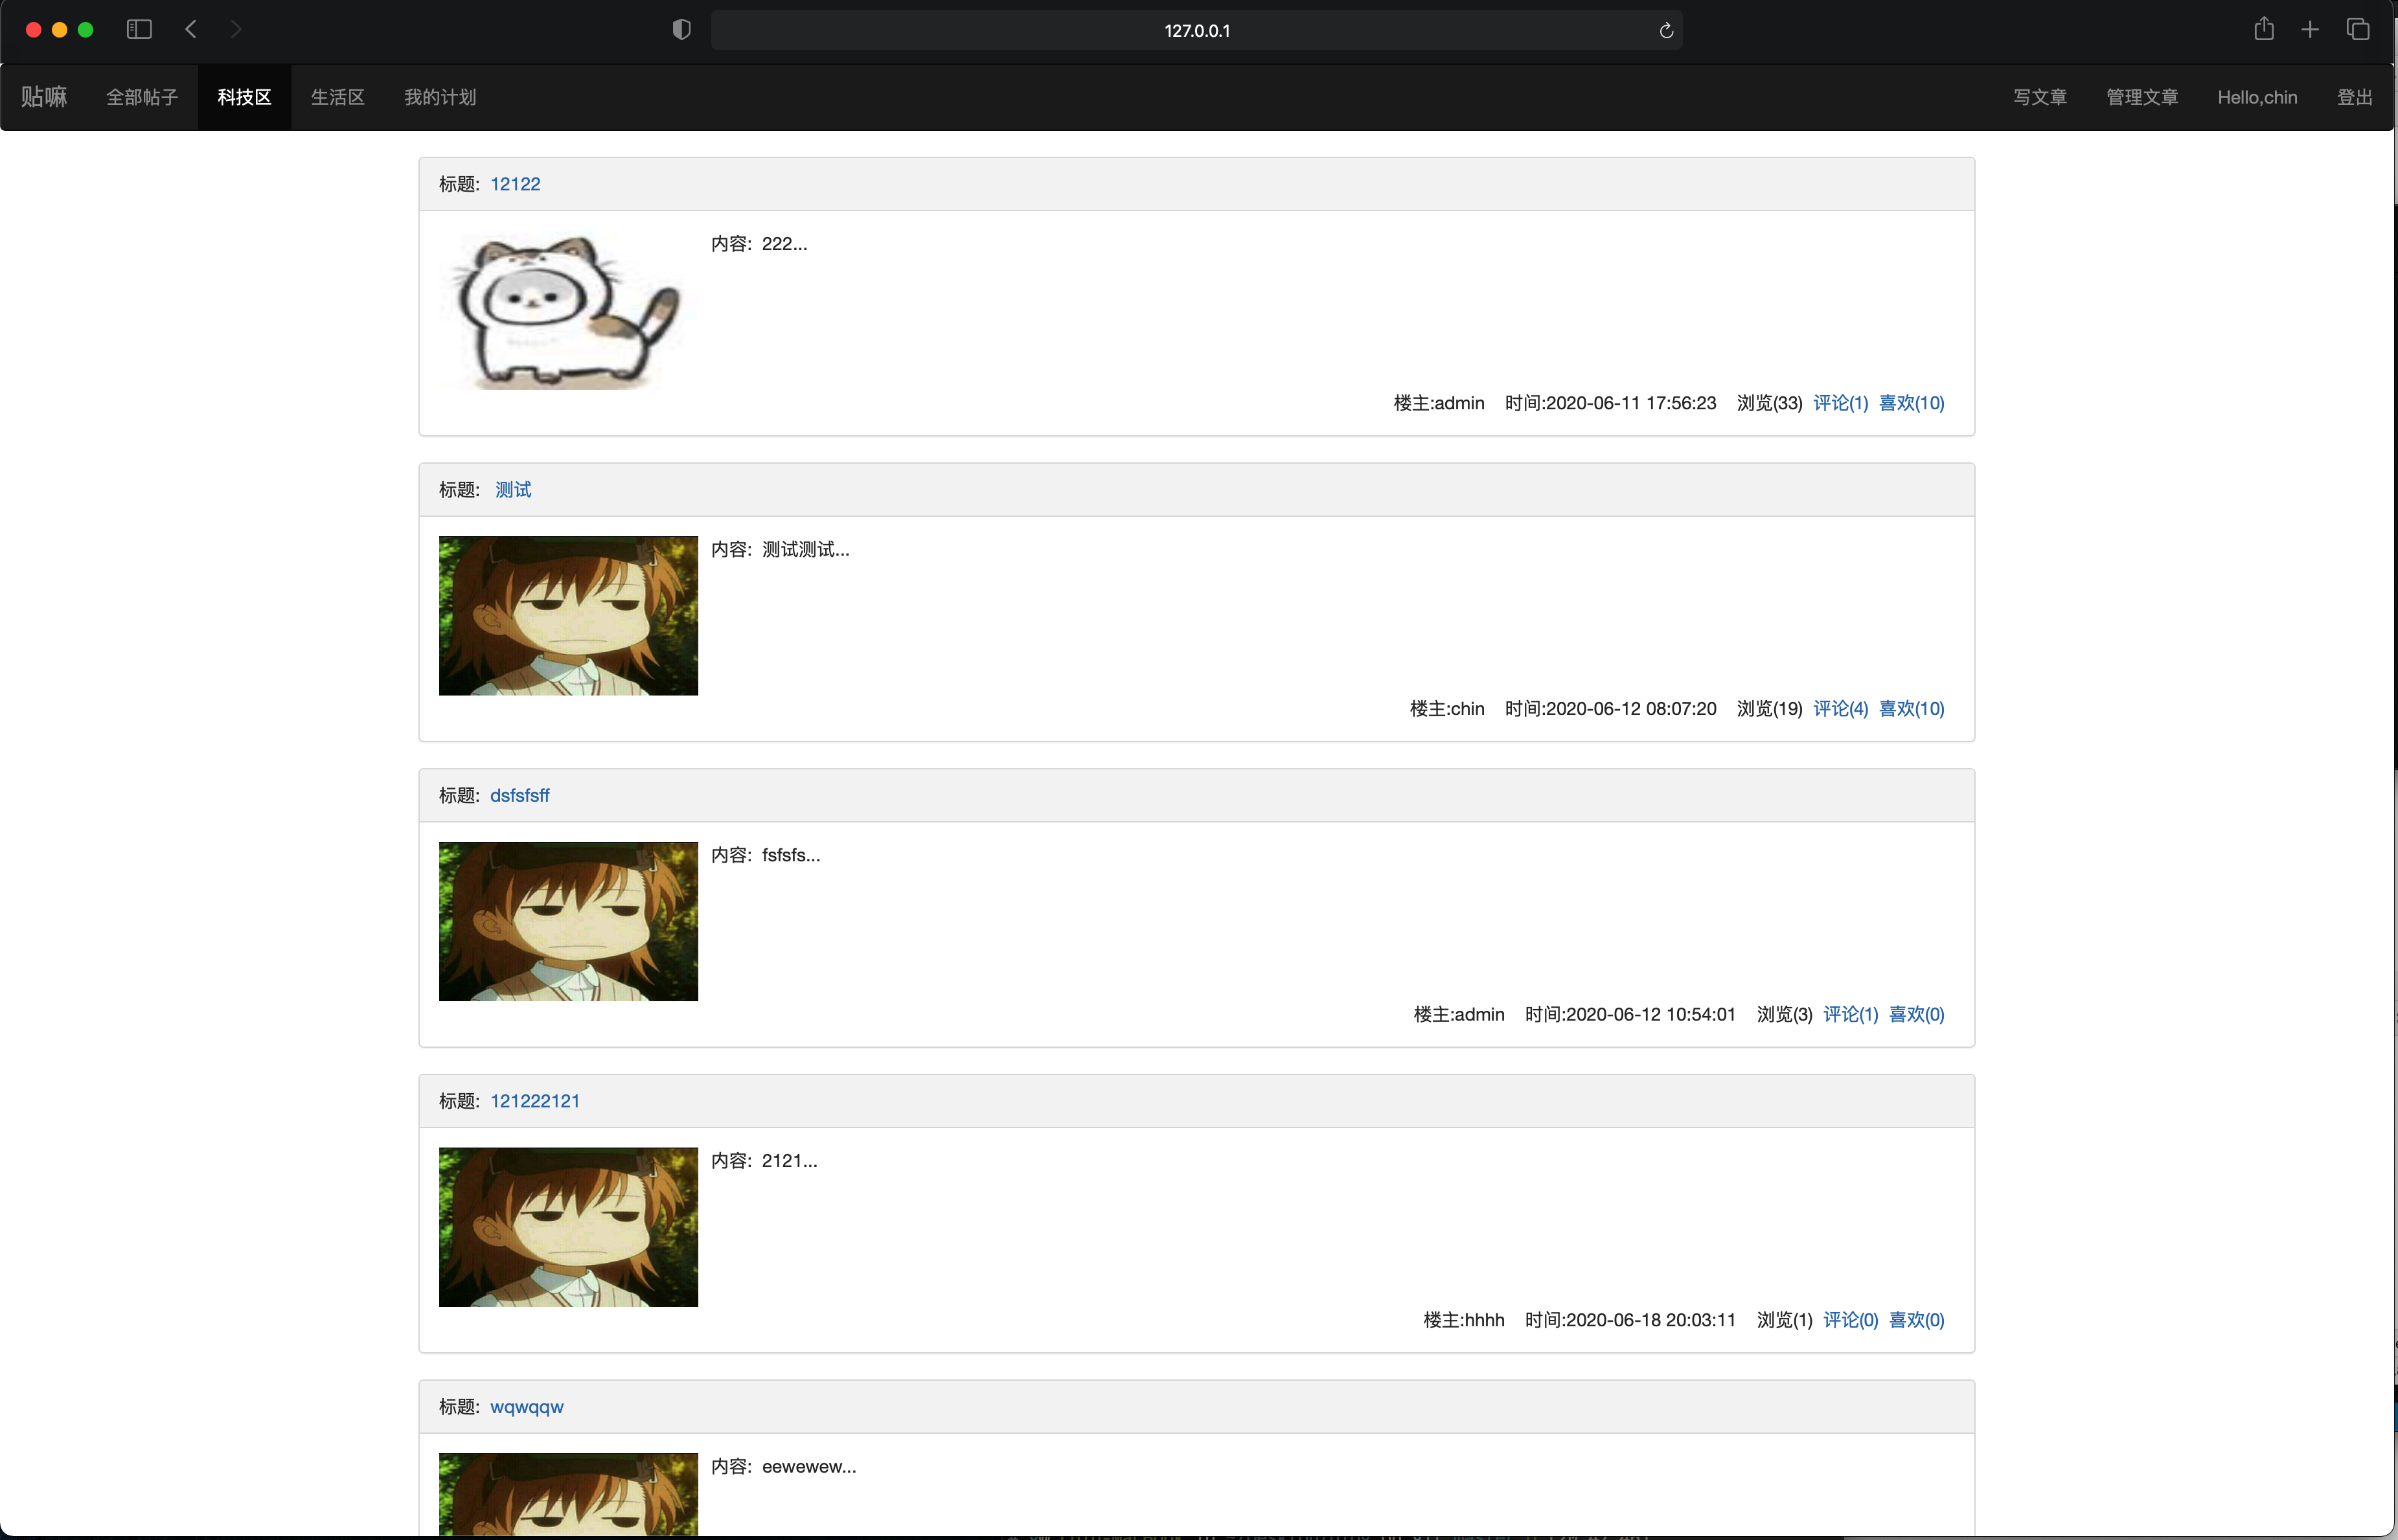 127.0.0.1
贴嘛 全部帖子 科技区 生活区 我的计划 写文章 管理文章 Hello,chin 登出
标题: 12122
内容: 222...
楼主:admin 时间:2020-06-11 17:56:23 浏览(33) 评论(1) 喜欢(10)
标题: 测试
内容: 测试测试...
楼主:chin 时间:2020-06-12 08:07:20 浏览(19) 评论(4) 喜欢(10)
标题: dsfsfsff
内容: fsfsfs...
楼主:admin 时间:2020-06-12 10:54:01 浏览(3) 评论(1) 喜欢(0)
标题: 121222121
内容: 2121...
楼主:hhhh 时间:2020-06-18 20:03:11 浏览(1) 评论(0) 喜欢(0)
标题: wqwqqw
内容: eewewew...